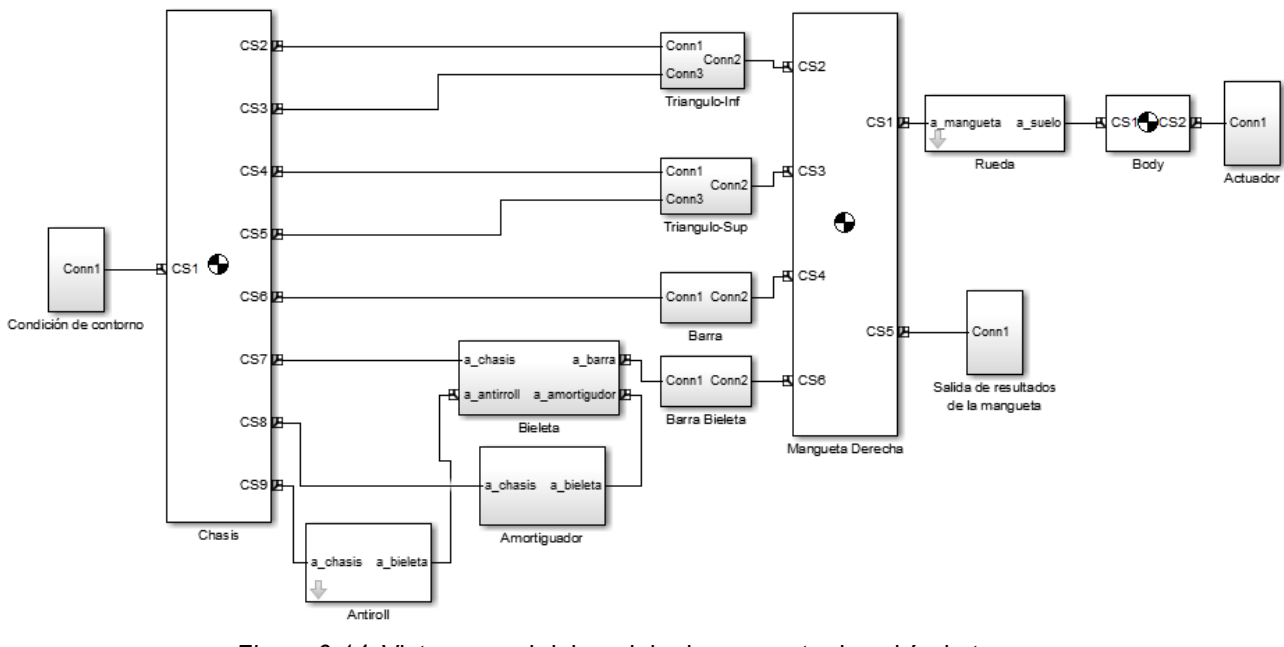 Conn1
Condición de contorno
CS1
CS2
CS3
CS4
CS5
CS6
CS7
CS8
CS9
Chasis
Conn1
Conn2
Conn3
Triangulo-Inf
Conn1
Conn2
Conn3
Triangulo-Sup
Conn1 Conn2
Barra
a_chasis a_barra
a_antirroll a_amortigudor
Bieleta
Conn1 Conn2
Barra Bieleta
a_chasis a_bieleta
Amortiguador
a_chasis a_bieleta
Antiroll
CS2
CS1
CS3
CS4
CS5
CS6
Mangueta Derecha
a_mangueta a_suelo
Rueda
CS1 CS2
Body
Conn1
Actuador
Conn1
Salida de resultados
de la mangueta